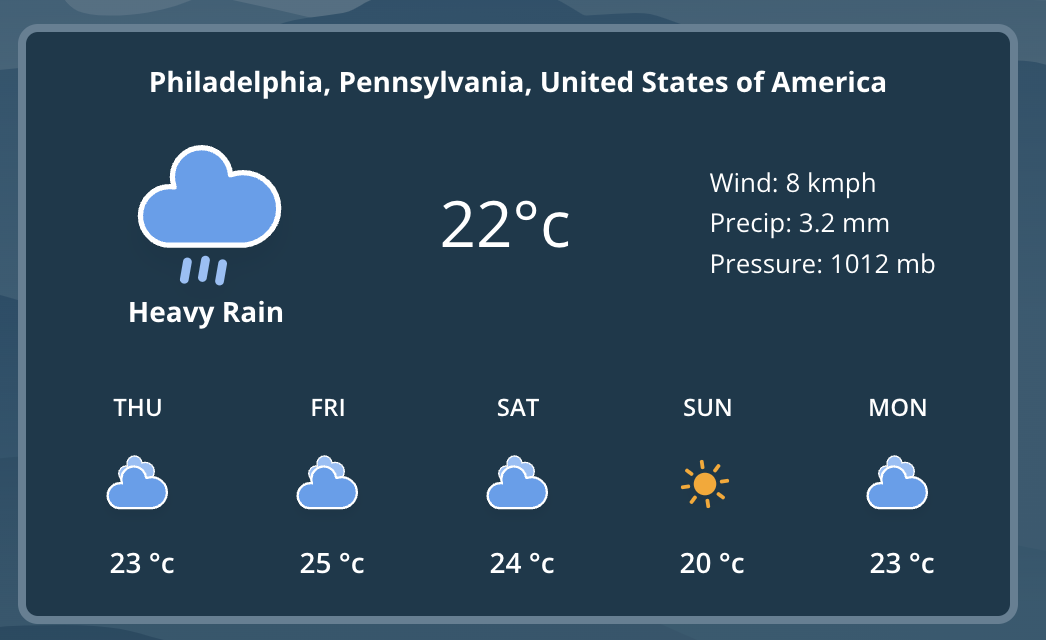 Philadelphia, Pennsylvania, United States of America
Heavy Rain
22°c
Wind: 8 kmph
Precip: 3.2 mm
Pressure: 1012 mb
THU FRI SAT SUN MON
23 °c 25 °c 24 °c 20 °c 23 °c